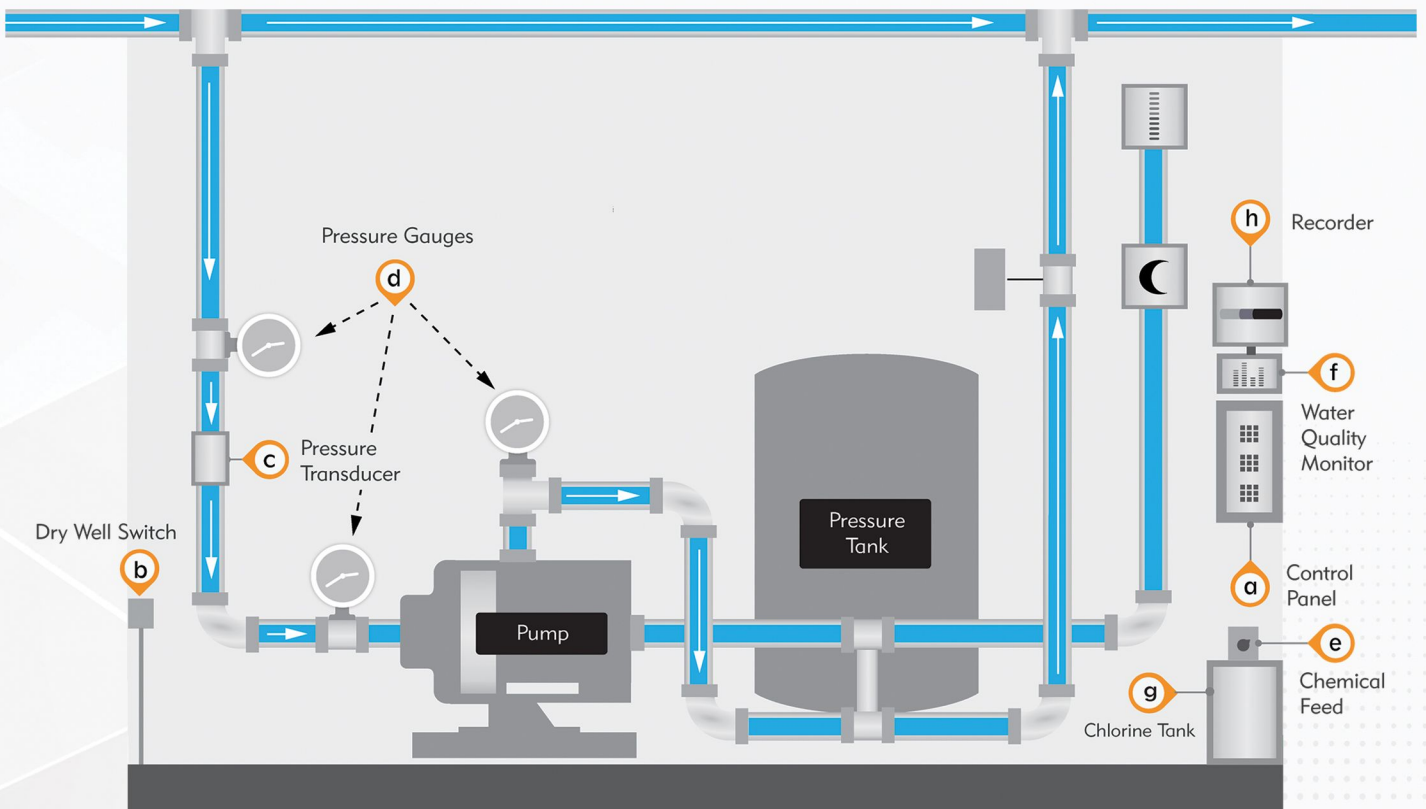 h
Recorder
Pressure Gauges
d
f
Water
Quality
Monitor
c
Pressure
Transducer
Dry Well Switch
b
Pressure
Tank
a
Control
Panel
Pump
e
Chemical
Feed
g
Chlorine Tank